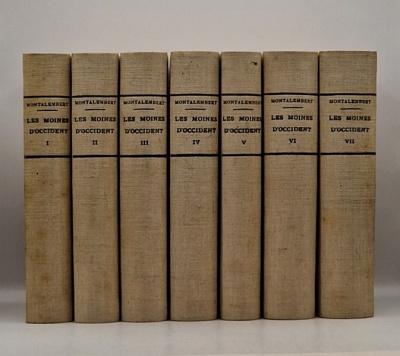 MONTALEMBERT
LES MOINES
D'OCCIDENT
I
MONTALEMBERT
LES MOINES
D'OCCIDENT
II
MONTALEMBERT
LES MOINES
D'OCCIDENT
III
MONTALEMBERT
LES MOINES
D'OCCIDENT
IV
MONTALEMBERT
LES MOINES
D'OCCIDENT
V
MONTALEMBERT
LES MOINES
D'OCCIDENT
VI
MONTALEMBERT
LES MOINES
D'OCCIDENT
VII